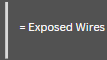 = Exposed Wires